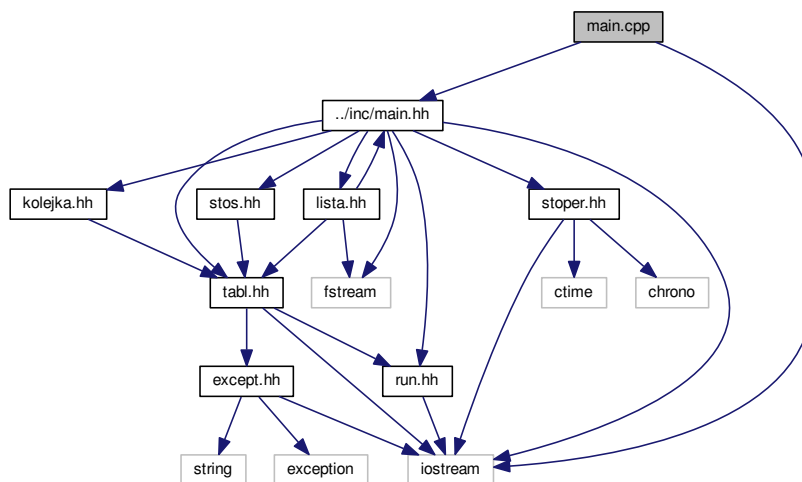 main.cpp
../inc/main.hh
kolejka.hh
stos.hh
lista.hh
stoper.hh
tabl.hh
fstream
ctime
chrono
except.hh
run.hh
string
exception
iostream